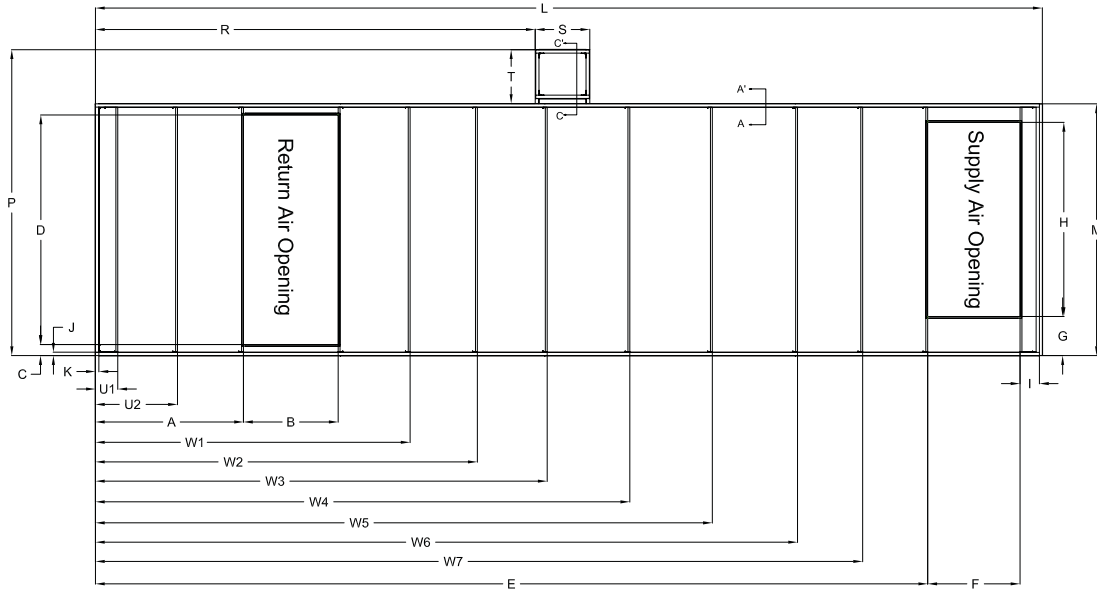 L
R
S
C'
T
A'
C
A
P
D
Return Air Opening
Supply Air Opening
H
M
J
G
C
K
U1
I
U2
A
B
W1
W2
W3
W4
W5
W6
W7
E
F